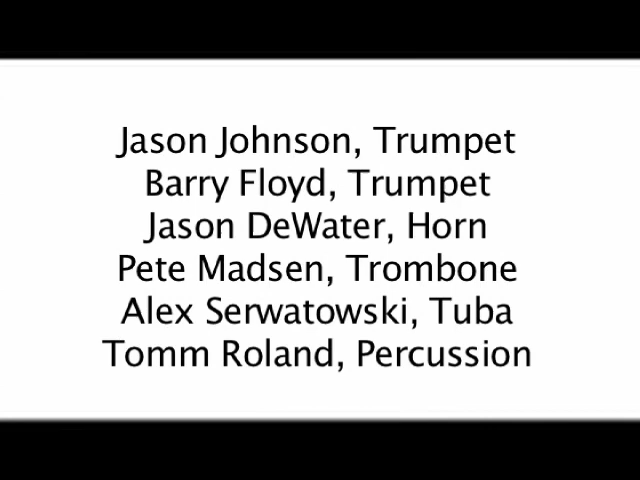 Jason Johnson, Trumpet
Barry Floyd, Trumpet
Jason DeWater, Horn
Pete Madsen, Trombone
Alex Serwatowski, Tuba
Tomm Roland, Percussion